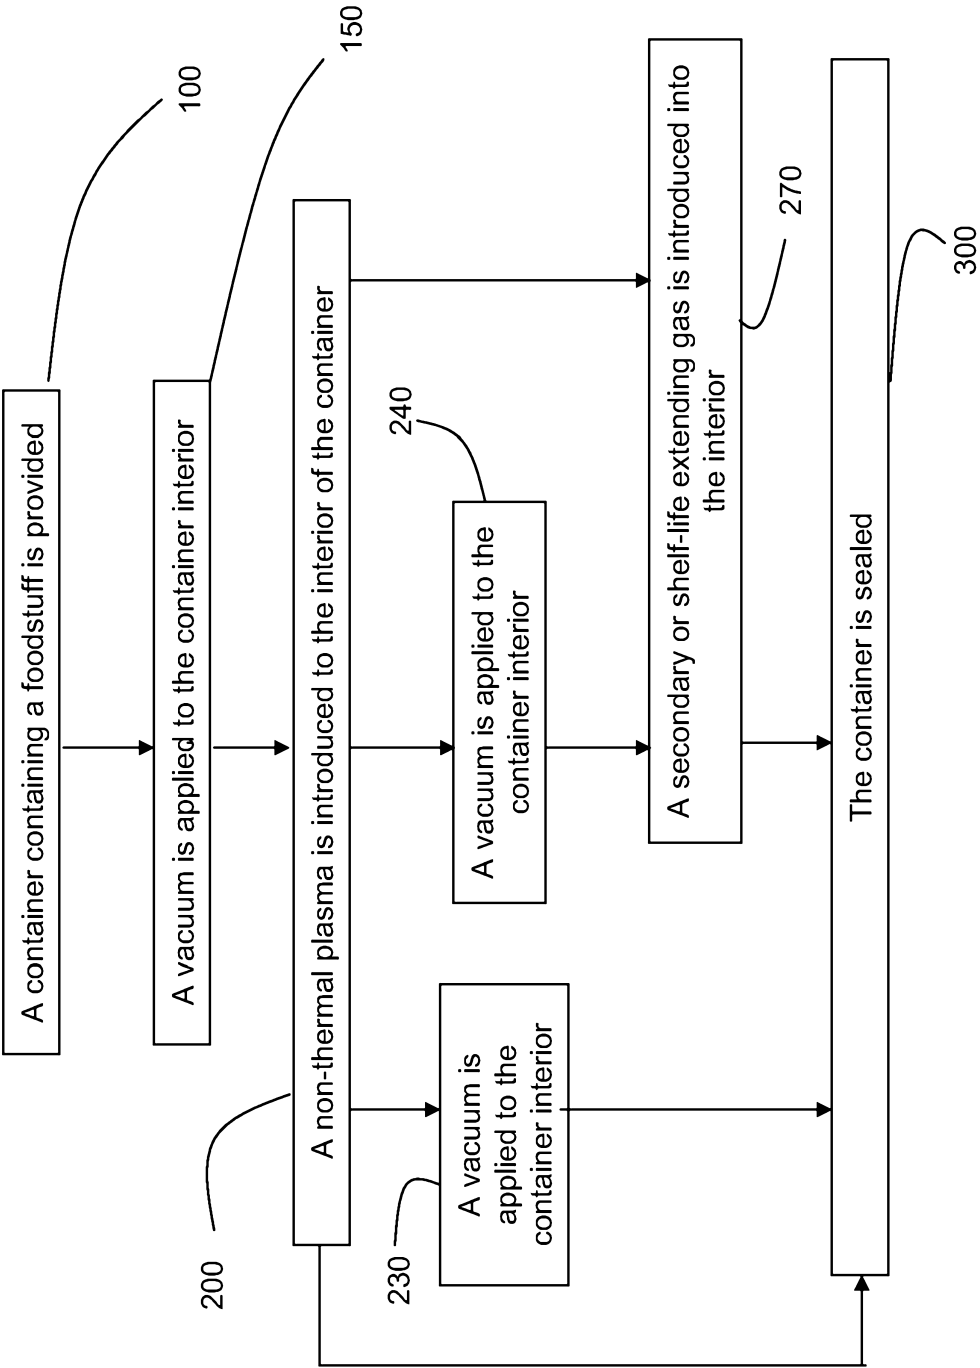 A container containing a foodstuff is provided
100
A vacuum is applied to the container interior
150
A non-thermal plasma is introduced to the interior of the container
200
A vacuum is
applied to the
container interior
230
A vacuum is applied to the
container interior
240
A secondary or shelf-life extending gas is introduced into
the interior
270
The container is sealed
300